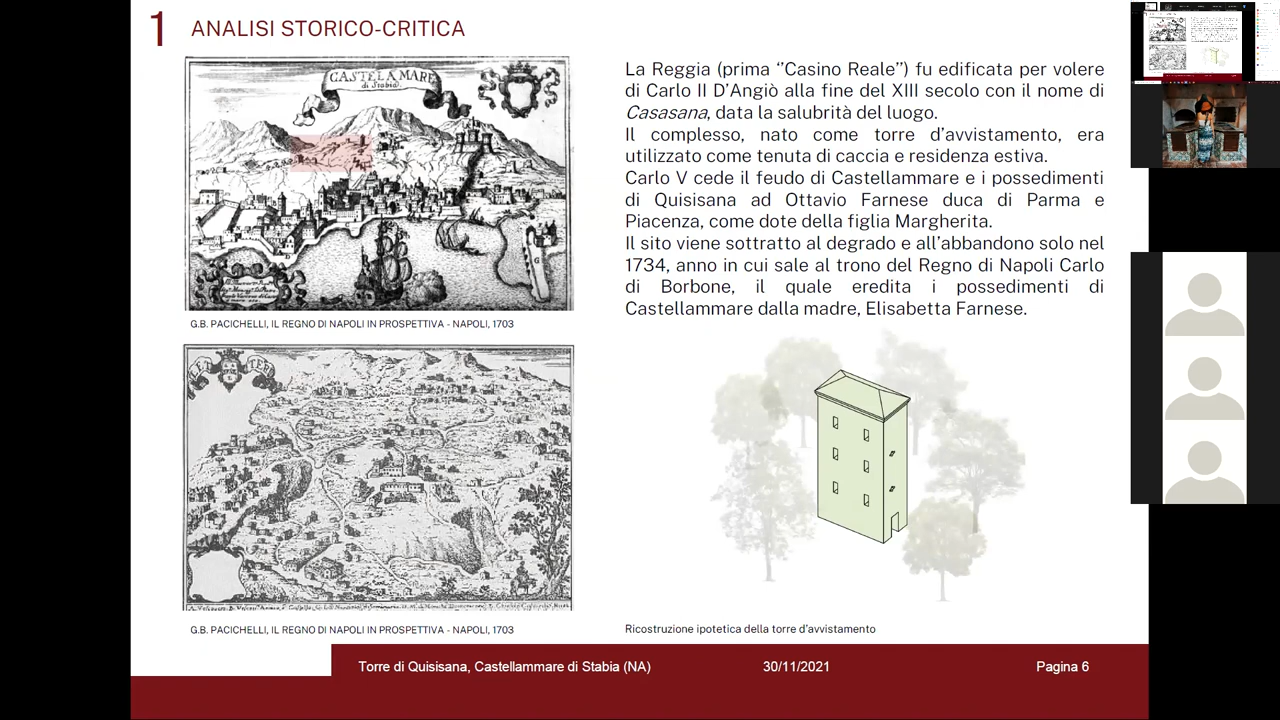 1 ANALISI STORICO-CRITICA
CASTELAMARE
di Stabia
G.B. PACICHELLI, IL REGNO DI NAPOLI IN PROSPETTIVA - NAPOLI, 1703
G.B. PACICHELLI, IL REGNO DI NAPOLI IN PROSPETTIVA - NAPOLI, 1703
La Reggia (prima ‘’Casino Reale’’) fu edificata per volere
di Carlo II D’Angiò alla fine del XIII secolo con il nome di
Casasana, data la salubrità del luogo.
Il complesso, nato come torre d’avvistamento, era
utilizzato come tenuta di caccia e residenza estiva.
Carlo V cede il feudo di Castellammare e i possedimenti
di Quisisana ad Ottavio Farnese duca di Parma e
Piacenza, come dote della figlia Margherita.
Il sito viene sottratto al degrado e all’abbandono solo nel
1734, anno in cui sale al trono del Regno di Napoli Carlo
di Borbone, il quale eredita i possedimenti di
Castellammare dalla madre, Elisabetta Farnese.
Ricostruzione ipotetica della torre d’avvistamento
Torre di Quisisana, Castellammare di Stabia (NA) 30/11/2021 Pagina 6